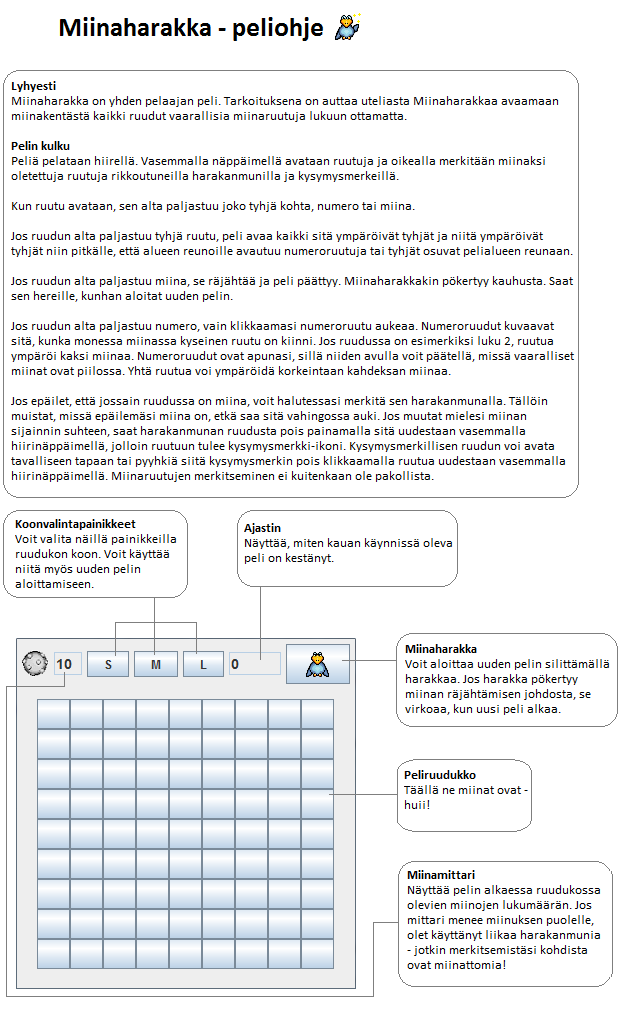 Miinaharakka - peliohje
Lyhyesti
Miinaharakka on yhden pelaajan peli. Tarkoituksena on auttaa uteliasta Miinaharakkaa avaamaan
miinakentästä kaikki ruudut vaarallisia miinaruutuja lukuun ottamatta.
Pelin kulku
Peliä pelataan hiirellä. Vasemmalla näppäimellä avataan ruutuja ja oikealla merkitään miinaksi
oletettuja ruutuja rikkoutuneilla harakanmunilla ja kysymysmerkeillä.
Kun ruutu avataan, sen alta paljastuu joko tyhjä kohta, numero tai miina.
Jos ruudun alta paljastuu tyhjä ruutu, peli avaa kaikki sitä ympäröivät tyhjät ja niitä ympäröivät
tyhjät niin pitkälle, että alueen reunoille avautuu numeroruutuja tai tyhjät osuvat pelialueen reunaan.
Jos ruudun alta paljastuu miina, se räjähtää ja peli päättyy. Miinaharakkakin pökertyy kauhusta. Saat
sen hereille, kunhan aloitat uuden pelin.
Jos ruudun alta paljastuu numero, vain klikkaamasi numeroruutu aukeaa. Numeroruudut kuvaavat
sitä, kunka monessa miinassa kyseinen ruutu on kiinni. Jos ruudussa on esimerkiksi luku 2, ruutua
ympäröi kaksi miinaa. Numeroruudut ovat apunasi, sillä niiden avulla voit päätellä, missä vaaralliset
miinat ovat piilossa. Yhtä ruutua voi ympäröidä korkeintaan kahdeksan miinaa.
Jos epäilet, että jossain ruudussa on miina, voit halutessasi merkitä sen harakanmunalla. Tällöin
muistat, missä epäilemäsi miina on, etkä saa sitä vahingossa auki. Jos muutat mielesi miinan
sijainnin suhteen, saat harakanmunan ruudusta pois painamalla sitä uudestaan vasemmalla
hiirinäppäimellä, jolloin ruutuun tulee kysymysmerkki-ikoni. Kysymysmerkillisen ruudun voi avata
tavalliseen tapaan tai pyyhkiä siitä kysymysmerkin pois klikkaamalla ruutua uudestaan vasemmalla
hiirinäppäimellä. Miinaruutujen merkitseminen ei kuitenkaan ole pakollista.
Koonvalintapainikkeet
Voit valita näillä painikkeilla
ruudukon koon. Voit käyttää
niitä myös uuden pelin
aloittamiseen.
Ajastin
Näyttää, miten kauan käynnissä oleva
peli on kestänyt.
10 S M L 0
Miinaharakka
Voit aloittaa uuden pelin silittämällä
harakkaa. Jos harakka pökertyy
miinan räjähtämisen johdosta, se
virkoaa, kun uusi peli alkaa.
Peliruudukko
Täällä ne miinat ovat -
huii!
Miinamittari
Näyttää pelin alkaessa ruudukossa
olevien miinojen lukumäärän. Jos
mittari menee miinuksen puolelle,
olet käyttänyt liikaa harakanmunia
- jotkin merkitsemistäsi kohdista
ovat miinattomia!